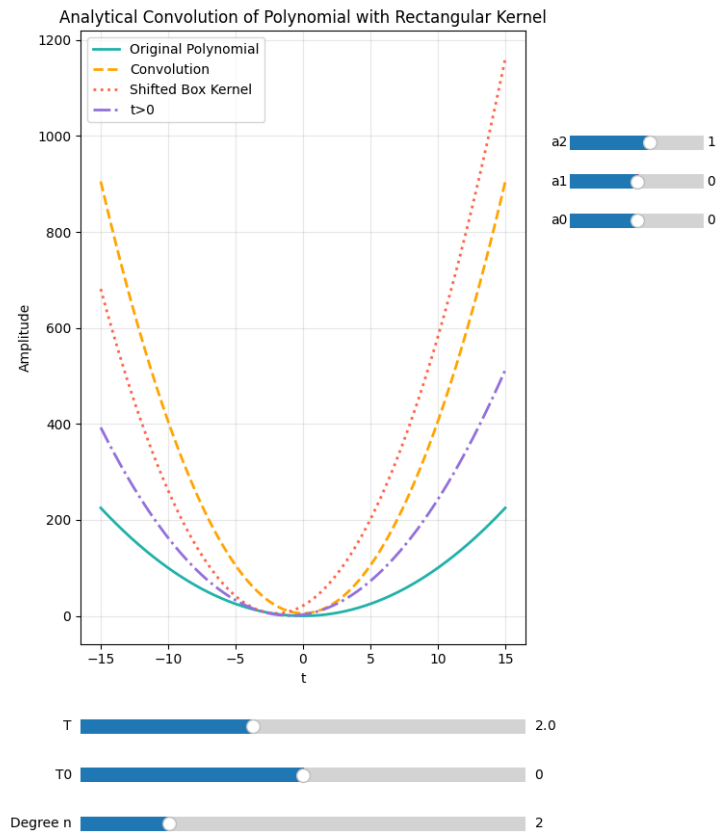 Analytical Convolution of Polynomial with Rectangular Kernel
1200
1000
800
600
400
200
0
Amplitude
Original Polynomial
Convolution
Shifted Box Kernel
t>0
−15
−10
−5
0
5
10
15
t
a2 1
a1 0
a0 0
T 2.0
T0 0
Degree n 2